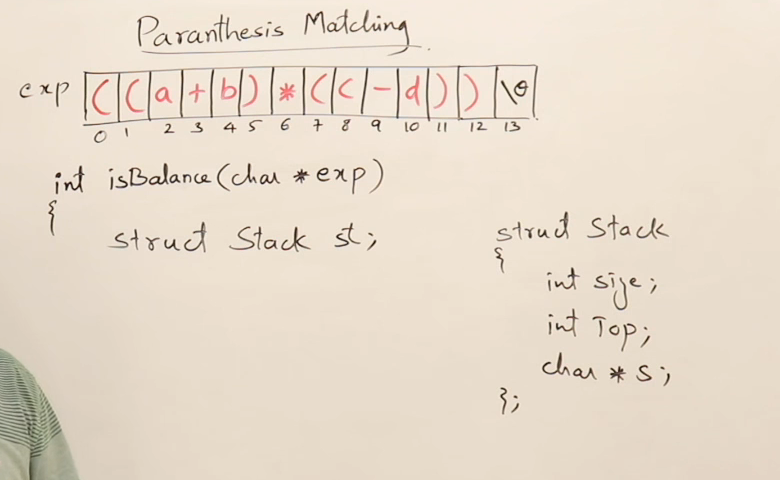 Paranthesis Matching
exp ( ( a + b ) * ( c - d ) ) \0
0 1 2 3 4 5 6 7 8 9 10 11 12 13
int isBalance(char *exp)
{
struct Stack st;
struct Stack
{
int size;
int Top;
char * s;
};